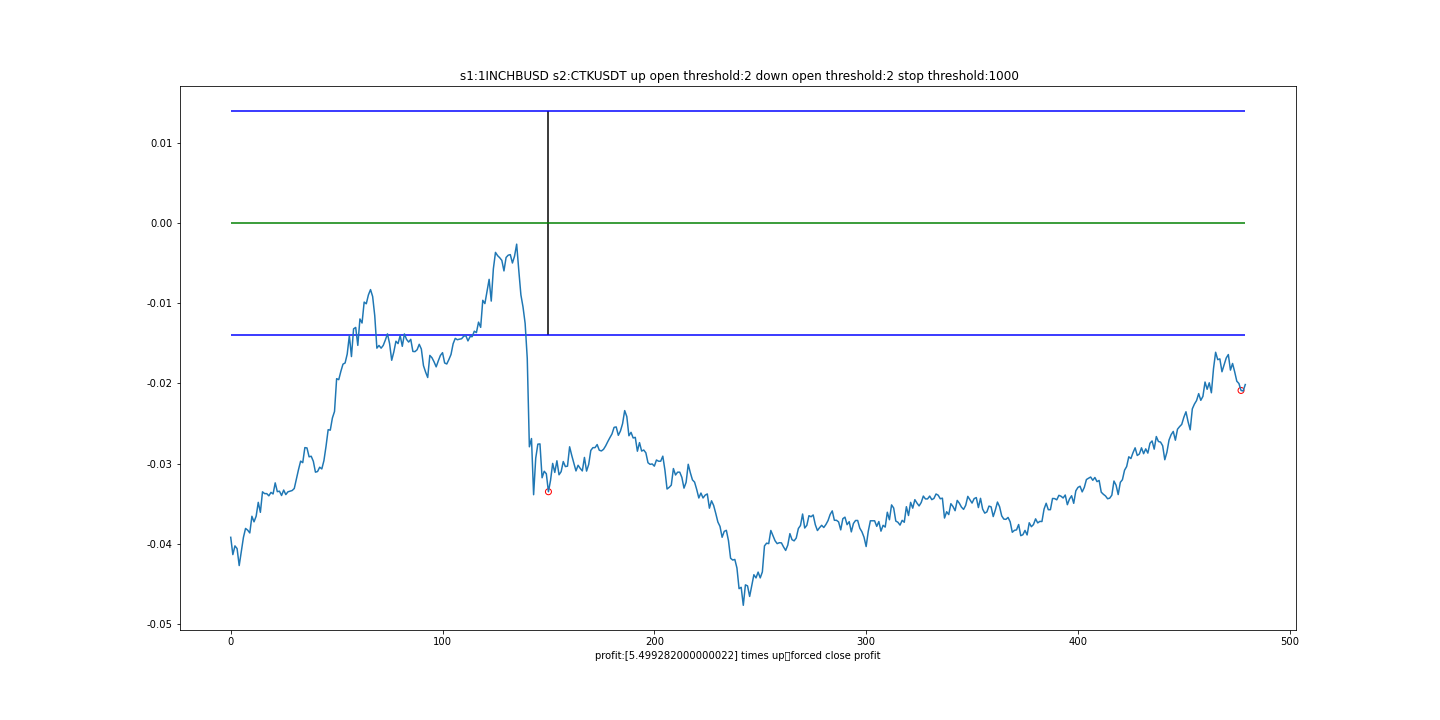 s1:1INCHBUSD s2:CTKUSDT up open threshold:2 down open threshold:2 stop threshold:1000
0.01
0.00
-0.01
-0.02
-0.03
-0.04
-0.05
0 100 200 300 400 500
profit:[5.499282000000022] times up▯forced close profit